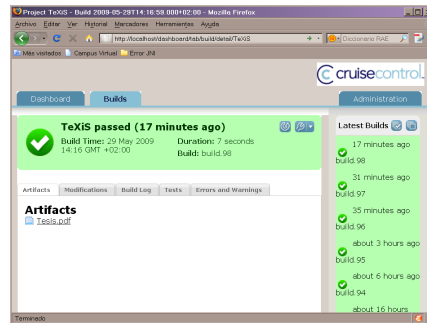 Project TeXiS - Build 2009-05-29T14:16:59.000+02:00 - Mozilla Firefox
Archivo Editar Ver Historial Marcadores Herramientas Ayuda
http://localhost/dashboard/tab/build/detail/TeXiS
Diccionario RAE
Más visitados Campus Virtual Error JNI
cruisecontrol
Dashboard Builds Administration
TeXiS passed (17 minutes ago)
Build Time: 29 May 2009 14:16 GMT +02:00
Duration: 7 seconds
Build: build.98
Artifacts Modifications Build Log Tests Errors and Warnings
Artifacts
Tesis.pdf
Latest Builds
17 minutes ago
build.98
31 minutes ago
build.97
35 minutes ago
build.96
about 3 hours ago
build.95
about 6 hours ago
build.94
about 16 hours
Terminado